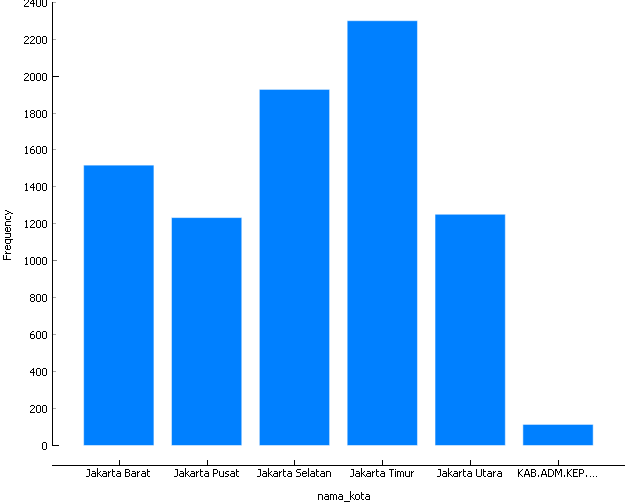 2400
2200
2000
1800
1600
1400
1200
1000
800
600
400
200
0
Frequency
Jakarta Barat
Jakarta Pusat
Jakarta Selatan
Jakarta Timur
Jakarta Utara
KAB.ADM.KEP....
nama_kota